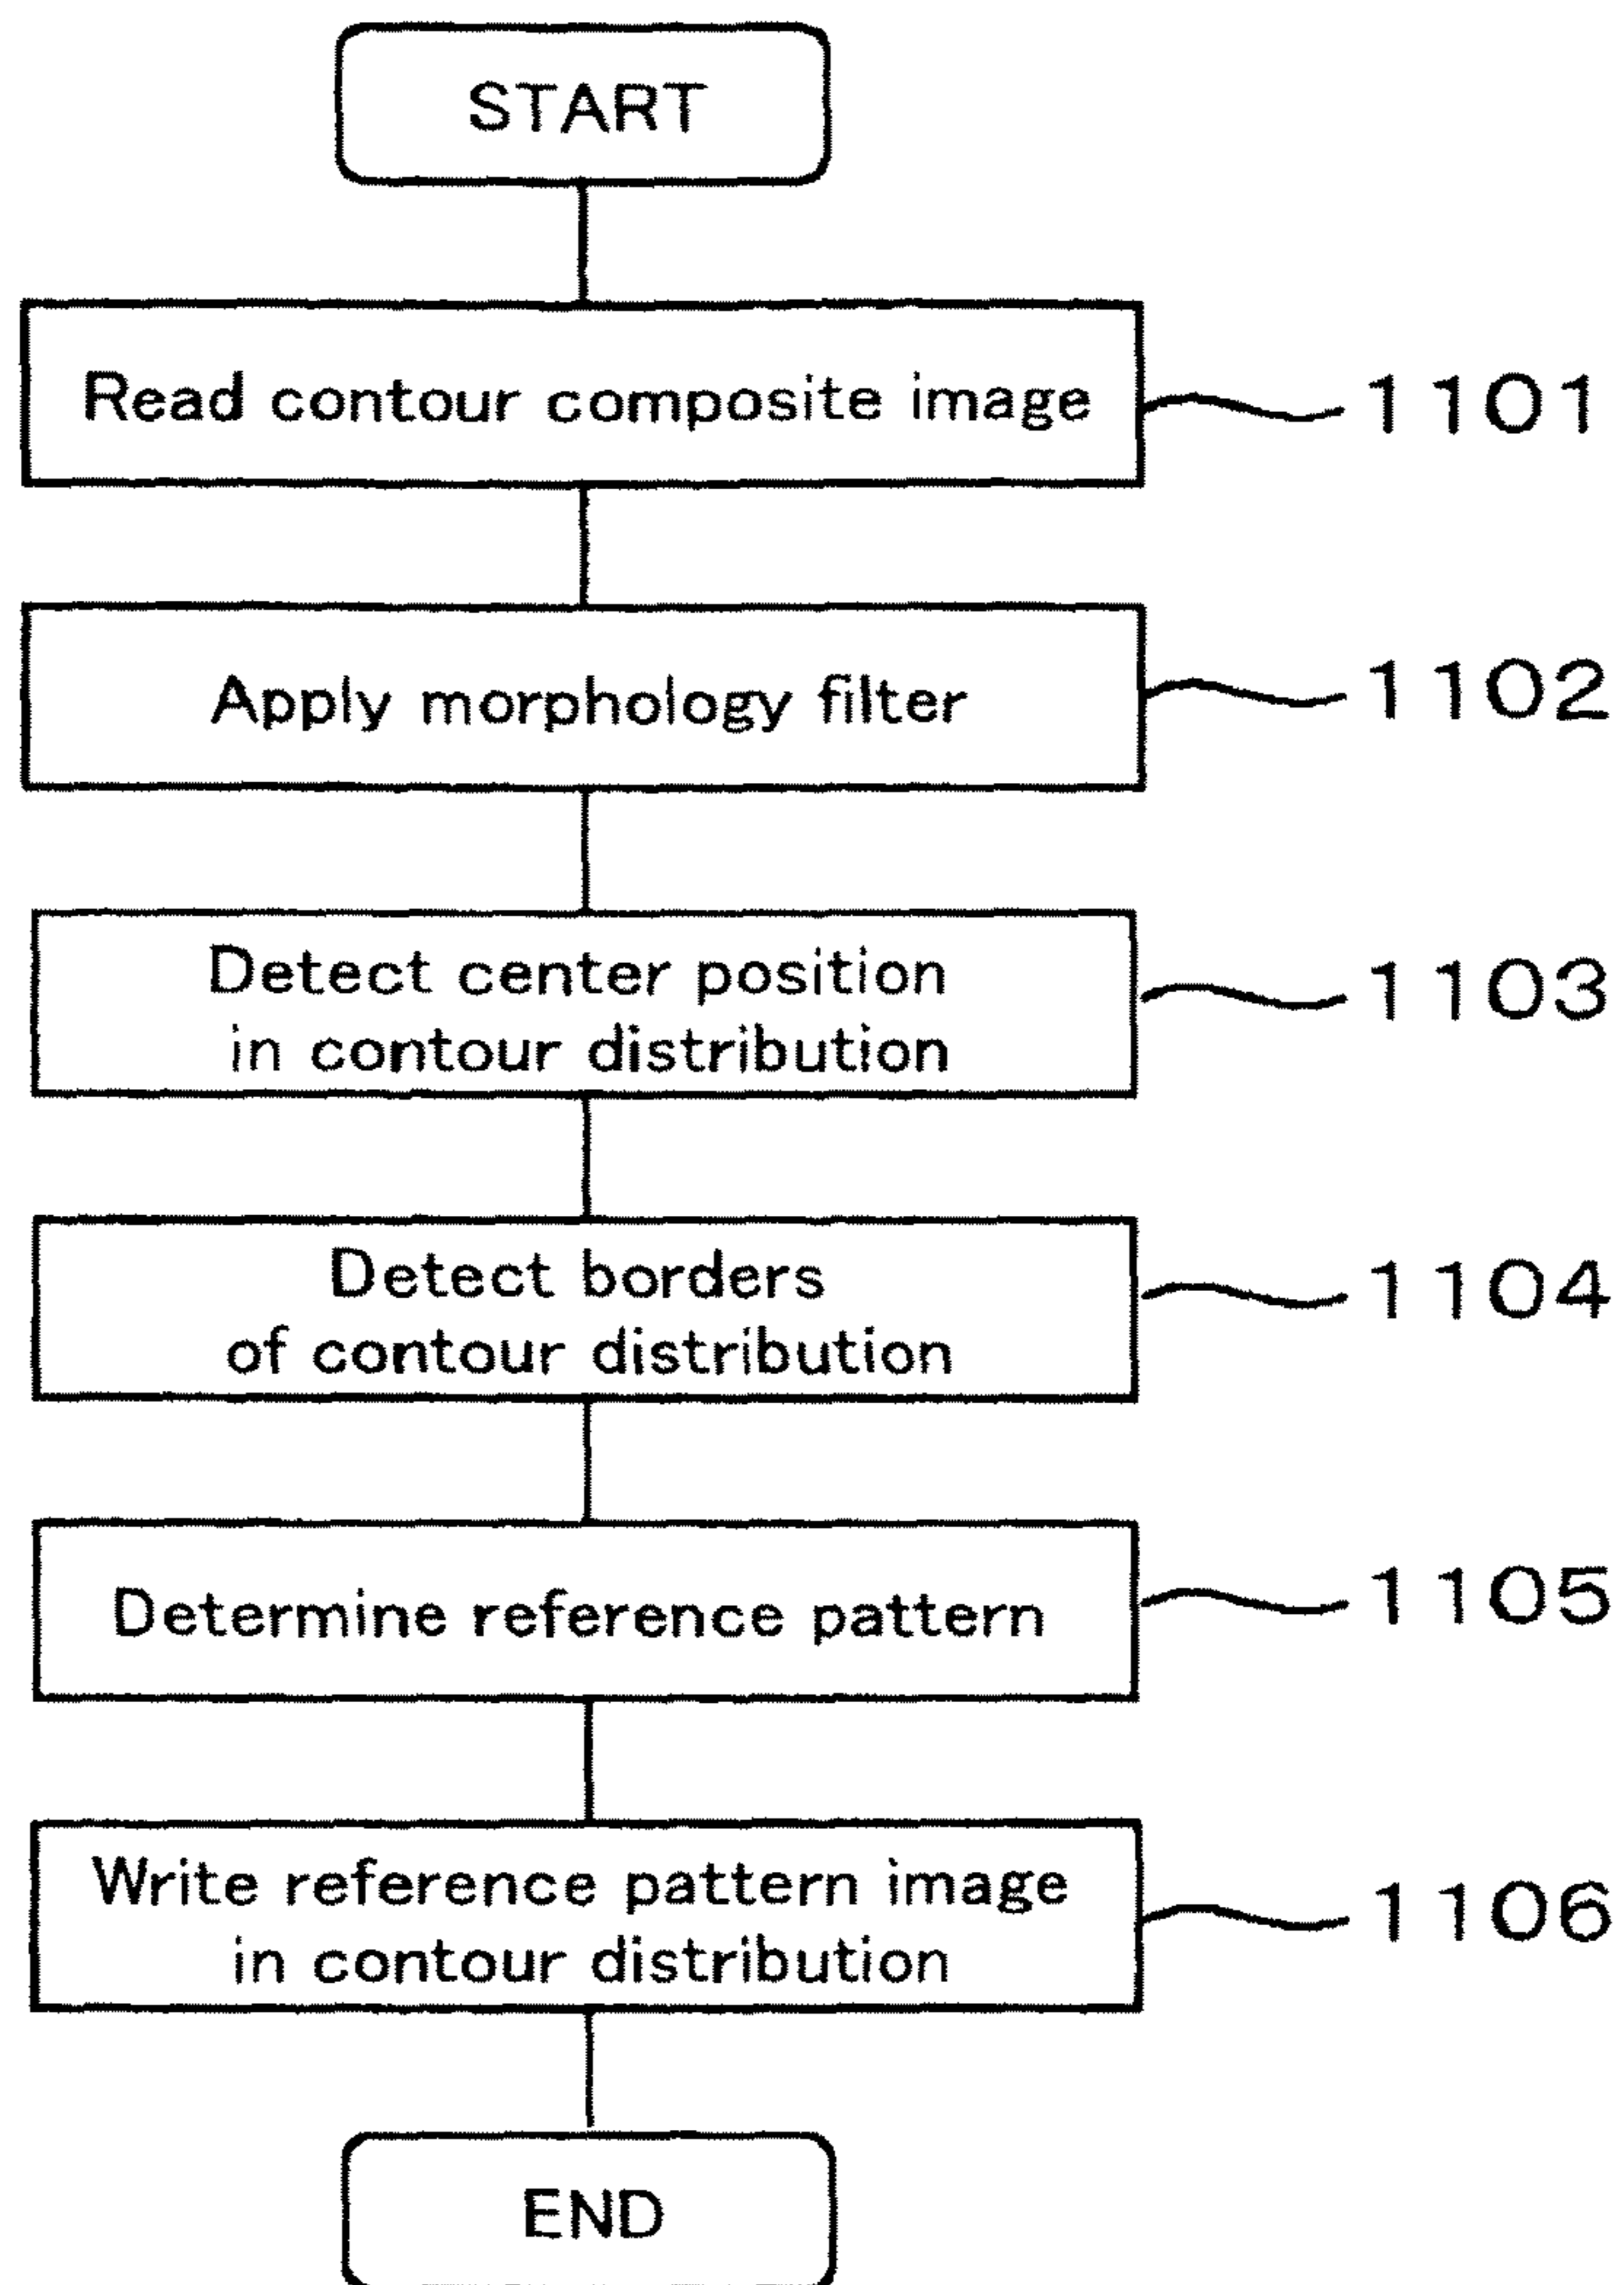 START
Read contour composite image
1101
Apply morphology filter
1102
Detect center position
in contour distribution
1103
Detect borders
of contour distribution
1104
Determine reference pattern
1105
Write reference pattern image
in contour distribution
1106
END